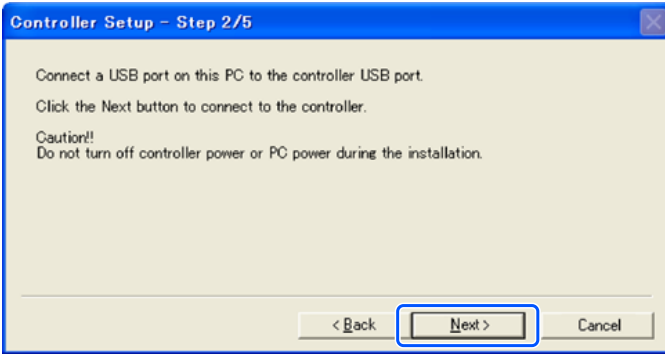 Controller Setup - Step 2/5
Connect a USB port on this PC to the controller USB port.
Click the Next button to connect to the controller.
Caution!!
Do not turn off controller power or PC power during the installation.
< Back
Next >
Cancel